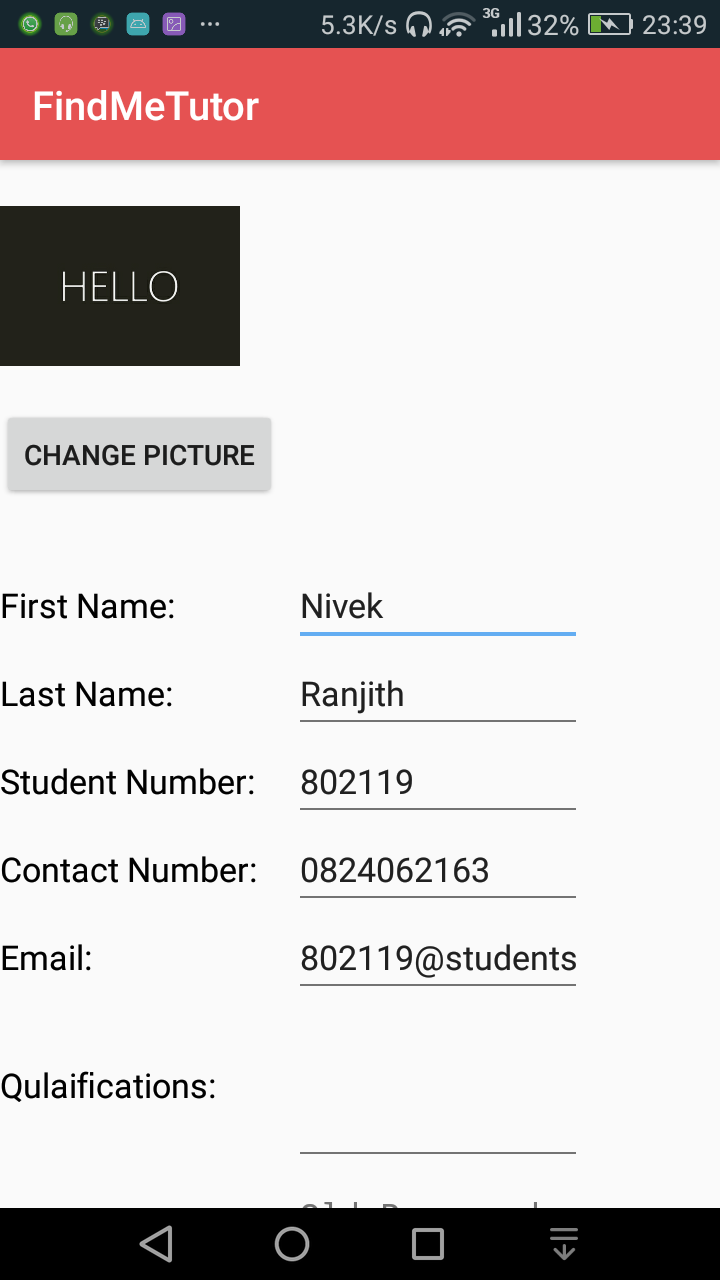 5.3K/s 3G 32% 23:39
FindMeTutor
HELLO
CHANGE PICTURE
First Name: Nivek
Last Name: Ranjith
Student Number: 802119
Contact Number: 0824062163
Email: 802119@students
Qulaifications: